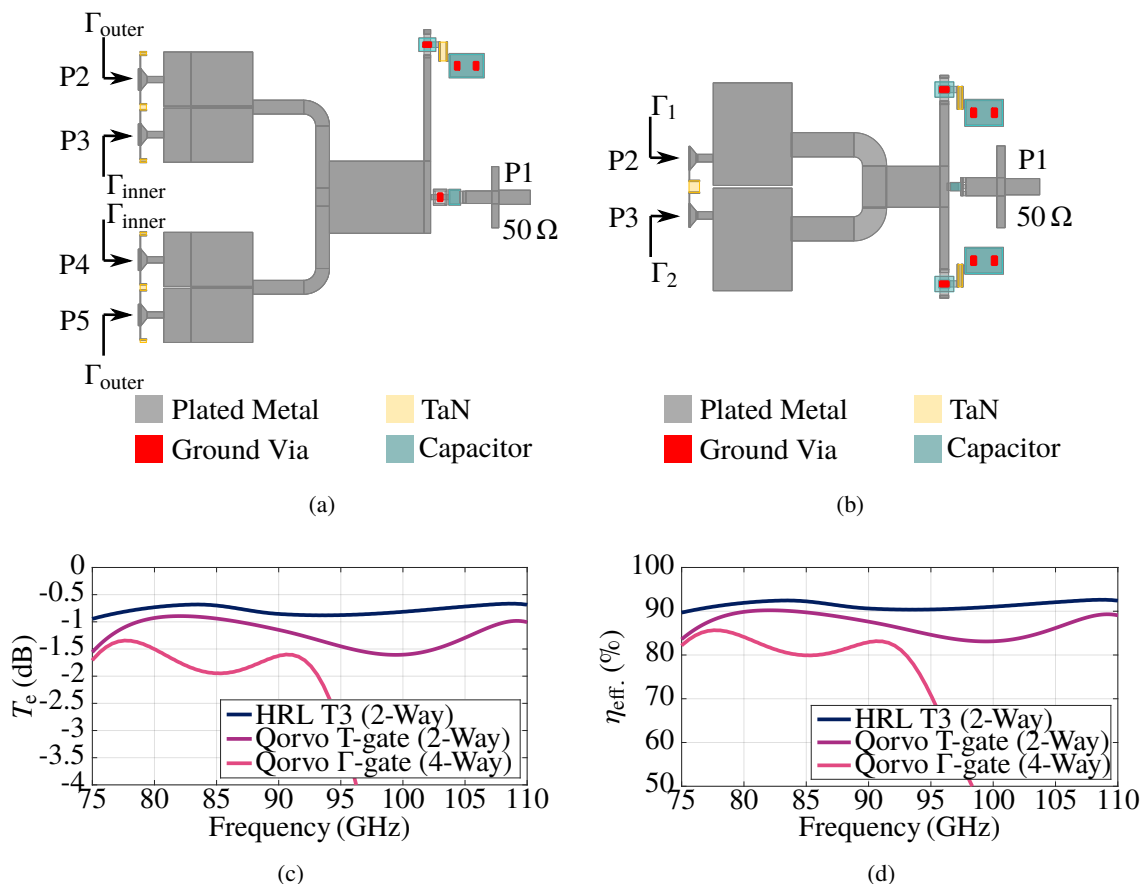 Γouter
P2
P3
Γinner
Γinner
P4
P5
Γouter
P1
50 Ω
Plated Metal
TaN
Ground Via
Capacitor
(a)
Γ1
P2
P3
Γ2
P1
50 Ω
Plated Metal
TaN
Ground Via
Capacitor
(b)
0
-0.5
-1
-1.5
-2
-2.5
-3
-3.5
-4
Te (dB)
HRL T3 (2-Way)
Qorvo T-gate (2-Way)
Qorvo Γ-gate (4-Way)
75 80 85 90 95 100 105 110
Frequency (GHz)
(c)
100
90
80
70
60
50
ηeff. (%)
HRL T3 (2-Way)
Qorvo T-gate (2-Way)
Qorvo Γ-gate (4-Way)
75 80 85 90 95 100 105 110
Frequency (GHz)
(d)